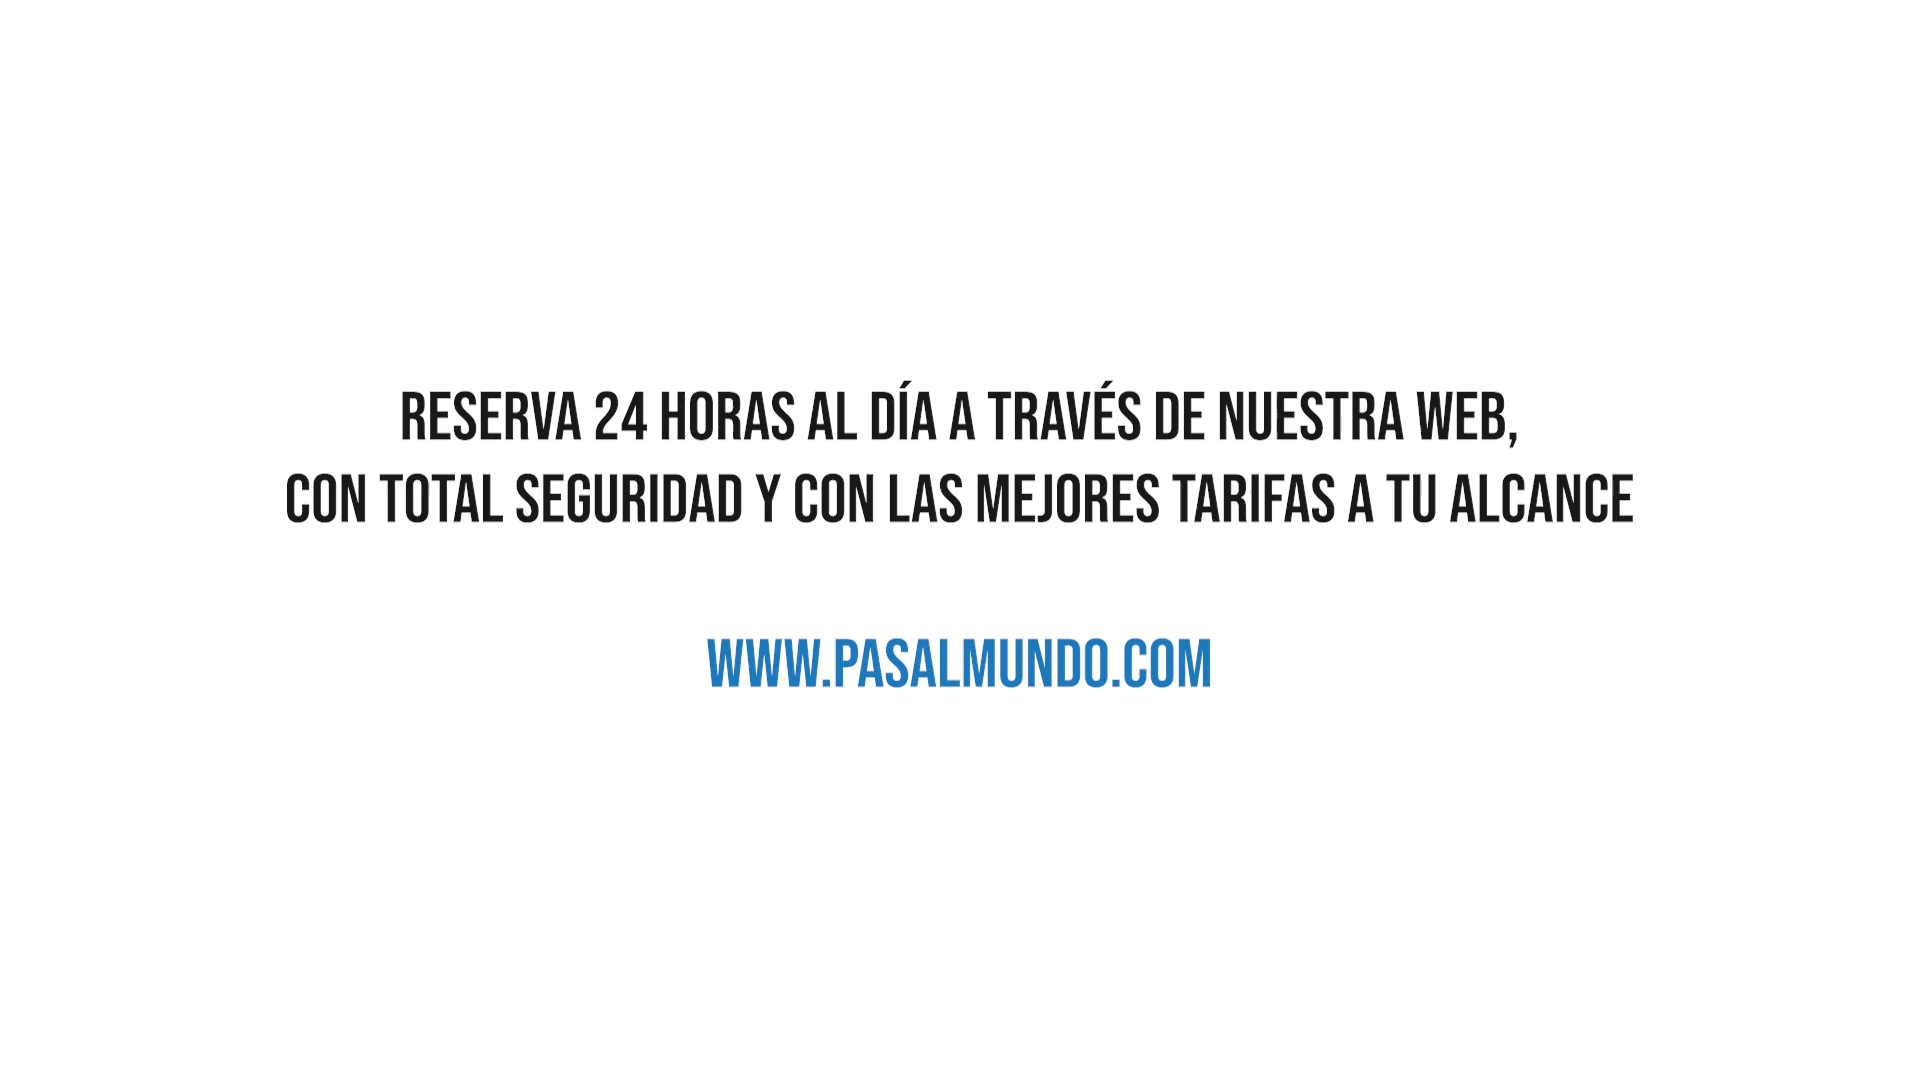 RESERVA 24 HORAS AL DÍA A TRAVÉS DE NUESTRA WEB,
CON TOTAL SEGURIDAD Y CON LAS MEJORES TARIFAS A TU ALCANCE
WWW.PASALMUNDO.COM